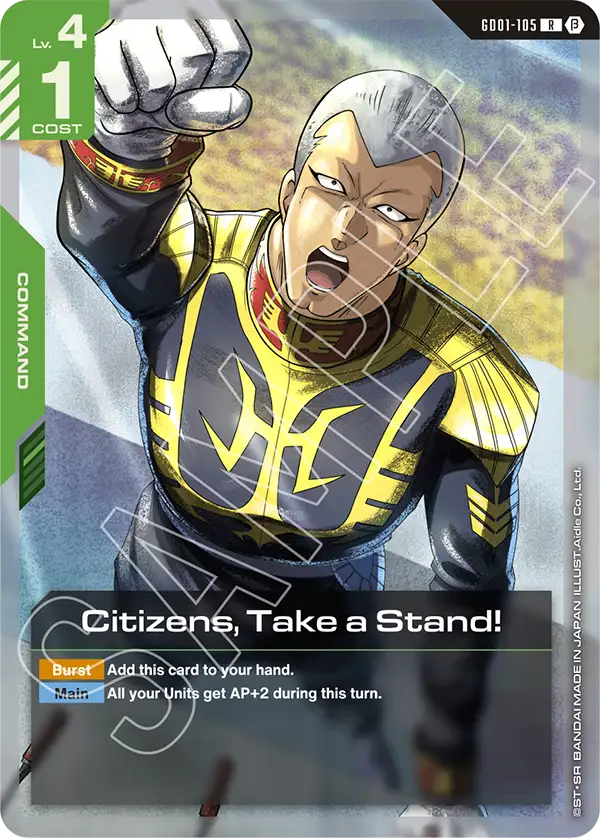 Lv. 4
1
COST
GD01-105 R β
COMMAND
SAMPLE
Citizens, Take a Stand!
Burst Add this card to your hand.
Main All your Units get AP+2 during this turn.
©ST・SR BANDAI MADE IN JAPAN ILLUST.Aidle Co., Ltd.